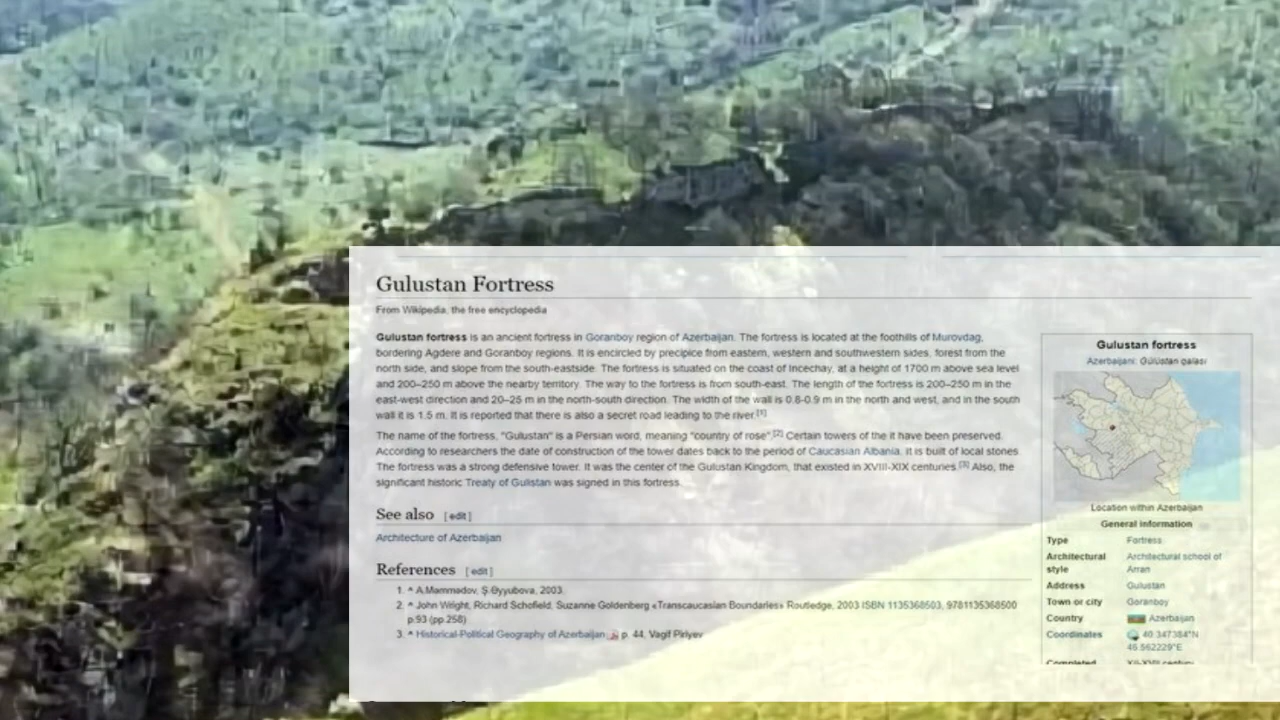 Gulustan Fortress
From Wikipedia, the free encyclopedia
Gulustan fortress is an ancient fortress in Goranboy region of Azerbaijan. The fortress is located at the foothills of Murovdag,
bordering Agdere and Goranboy regions. It is encircled by precipice from eastern, western and southwestern sides, forest from the
north side, and slope from the south-eastside. The fortress is situated on the coast of Incechay, at a height of 1700 m above sea level
and 200–250 m above the nearby territory. The way to the fortress is from south-east. The length of the fortress is 200–250 m in the
east-west direction and 20–25 m in the north-south direction. The width of the wall is 0.8-0.9 m in the north and west, and in the south
wall it is 1.5 m. It is reported that there is also a secret road leading to the river.[1]
The name of the fortress, "Gulustan" is a Persian word, meaning "country of rose".[2] Certain towers of the it have been preserved.
According to researchers the date of construction of the tower dates back to the period of Caucasian Albania, it is built of local stones
The fortress was a strong defensive tower. It was the center of the Gulustan Kingdom, that existed in XVIII-XIX centuries.[3] Also, the
significant historic Treaty of Gulistan was signed in this fortress.
See also [ edit ]
Architecture of Azerbaijan
References [ edit ]
1. ^ A.Məmmədov, Ş.Əyyubova, 2003.
2. ^ John Wright, Richard Schofield, Suzanne Goldenberg «Transcaucasian Boundaries» Routledge, 2003 ISBN 1135368503, 9781135368500
p.93 (pp.258)
3. ^ Historical-Political Geography of Azerbaijan p. 44, Vagif Piriyev
Gulustan fortress
Azerbaijani: Gülüstan qalası
Location within Azerbaijan
General information
Type Fortress
Architectural style Architectural school of Arran
Address Gulustan
Town or city Goranboy
Country Azerbaijan
Coordinates 40.347384°N
46.562229°E
Completed XII-XVII century